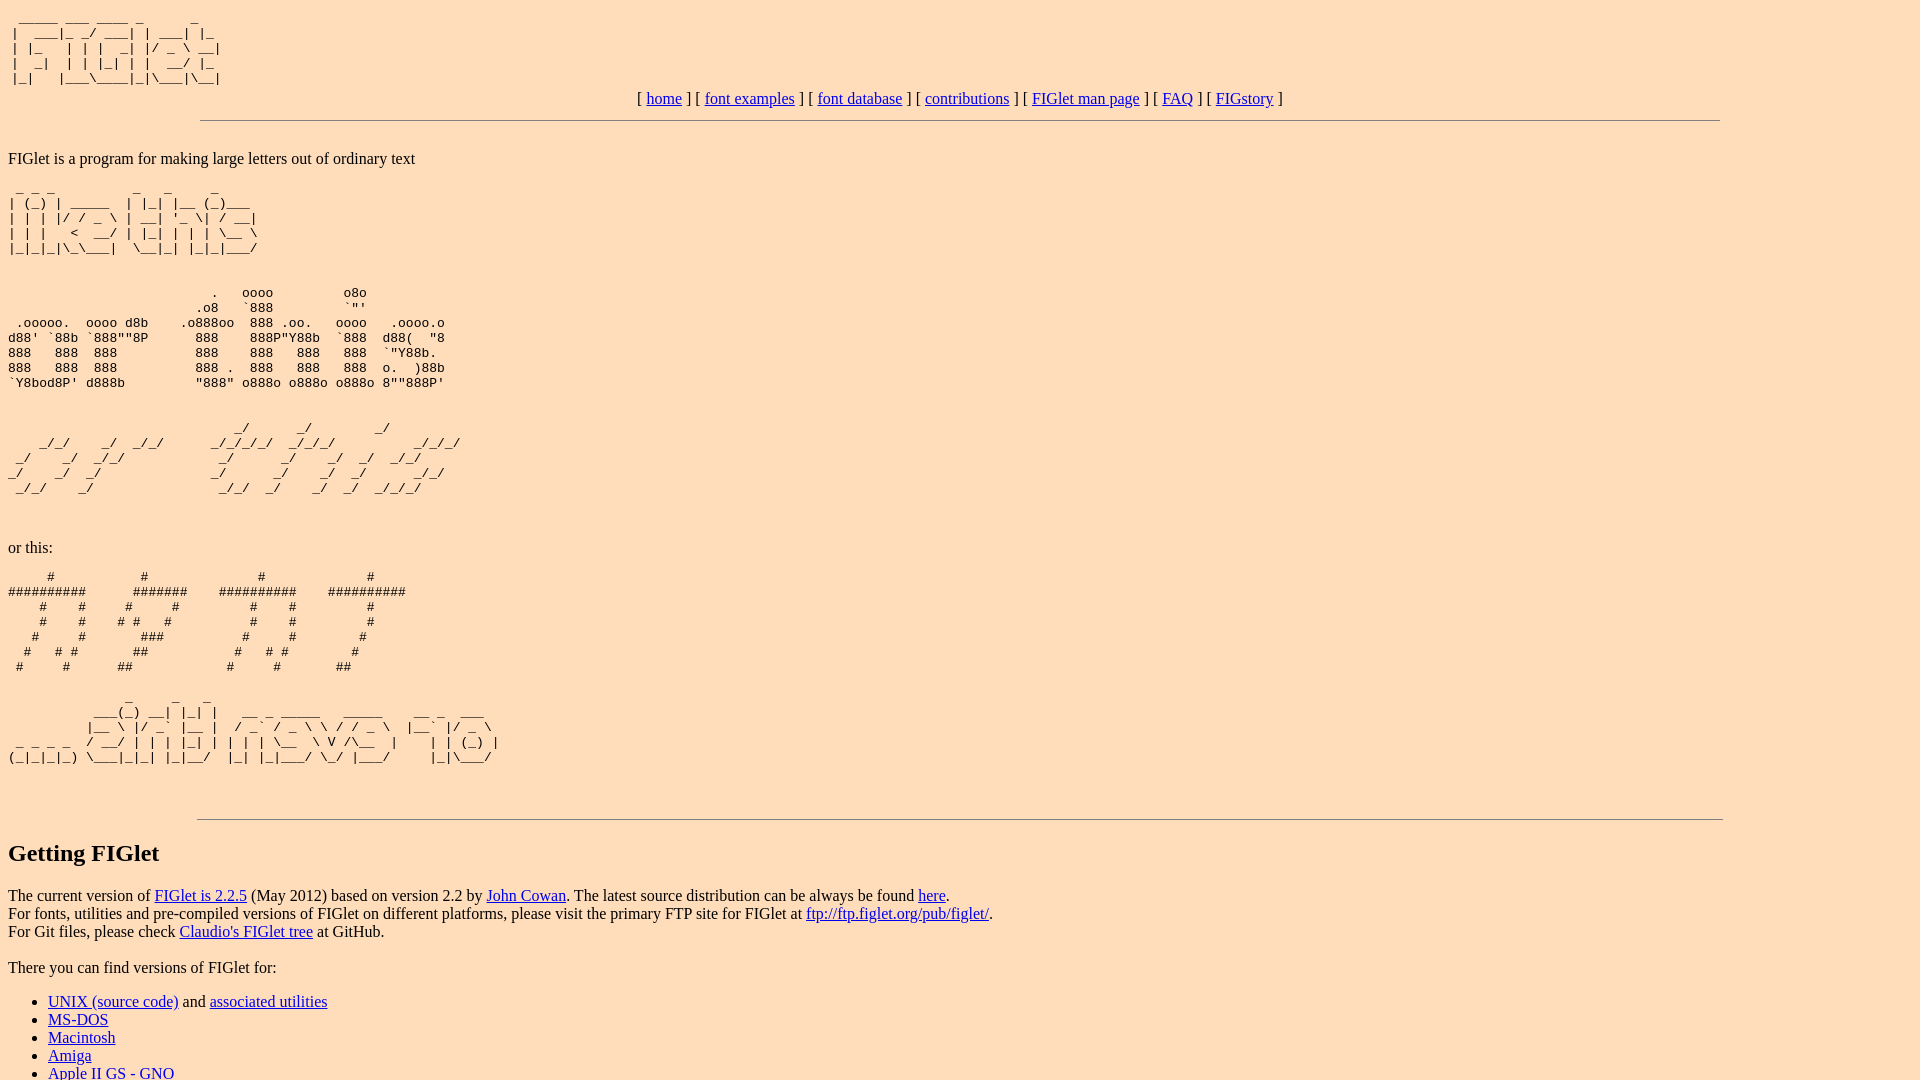 _____ ___ ____ _      _
|  ___|_ _/ ___| | ___| |_
| |_   | | |  _| |/ _ \ __|
|  _|  | | |_| | |  __/ |_
|_|   |___\____|_|\___|\__|
[ home ] [ font examples ] [ font database ] [ contributions ] [ FIGlet man page ] [ FAQ ] [ FIGstory ]
FIGlet is a program for making large letters out of ordinary text
 _ _ _          _   _     _
| (_) | _____  | |_| |__ (_)___
| | | |/ / _ \ | __| '_ \| / __|
| | |   <  __/ | |_| | | | \__ \
|_|_|_|\_\___|  \__|_| |_|_|___/
                          .   oooo         o8o
                        .o8   `888         `"'
 .ooooo.  oooo d8b    .o888oo  888 .oo.   oooo   .oooo.o
d88' `88b `888""8P      888    888P"Y88b  `888  d88(  "8
888   888  888          888    888   888   888  `"Y88b.
888   888  888          888 .  888   888   888  o.  )88b
`Y8bod8P' d888b         "888" o888o o888o o888o 8""888P'
                             _/      _/        _/
    _/_/    _/  _/_/      _/_/_/_/  _/_/_/          _/_/_/
 _/    _/  _/_/            _/      _/    _/  _/  _/_/
_/    _/  _/              _/      _/    _/  _/      _/_/
 _/_/    _/                _/_/  _/    _/  _/  _/_/_/
or this:
     #           #              #             #
##########      #######    ##########    ##########
    #    #     #     #         #    #         #
    #    #    # #   #          #    #         #
   #     #       ###          #     #        #
  #   # #       ##           #   # #        #
 #     #      ##            #     #       ##
               _     _   _
           ___(_) __| |_| |   __ _ _____   _____    __ _  ___
          |__ \ |/ _` |__ |  / _` / _ \ \ / / _ \  |__` |/ _ \
 _ _ _ _  / __/ | | | |_| | | | | \__  \ V /\__  |    | | (_) |
(_|_|_|_) \___|_|_| |_|__/  |_| |_|___/ \_/ |___/     |_|\___/
Getting FIGlet
The current version of FIGlet is 2.2.5 (May 2012) based on version 2.2 by John Cowan. The latest source distribution can be always be found here.
For fonts, utilities and pre-compiled versions of FIGlet on different platforms, please visit the primary FTP site for FIGlet at ftp://ftp.figlet.org/pub/figlet/.
For Git files, please check Claudio's FIGlet tree at GitHub.
There you can find versions of FIGlet for:
• UNIX (source code) and associated utilities
• MS-DOS
• Macintosh
• Amiga
• Apple II GS - GNO